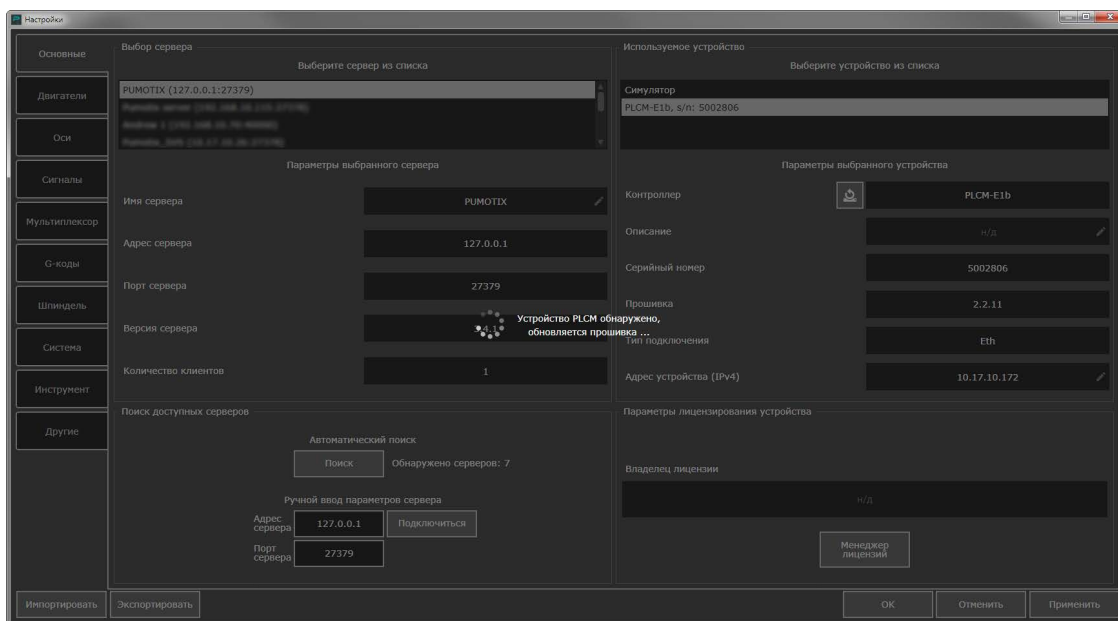 Настройки
Основные
Двигатели
Оси
Сигналы
Мультиплексор
G-коды
Шпиндель
Система
Инструмент
Другие
Выбор сервера
Выберите сервер из списка
PUMOTIX (127.0.0.1:27379)
Параметры выбранного сервера
Имя сервера PUMOTIX
Адрес сервера 127.0.0.1
Порт сервера 27379
Версия сервера
Количество клиентов 1
Устройство PLCM обнаружено,
обновляется прошивка ...
Поиск доступных серверов
Автоматический поиск
Поиск Обнаружено серверов: 7
Ручной ввод параметров сервера
Адрес
сервера 127.0.0.1 Подключиться
Порт
сервера 27379
Используемое устройство
Выберите устройство из списка
Симулятор
PLCM-E1b, s/n: 5002806
Параметры выбранного устройства
Контроллер PLCM-E1b
Описание н/д
Серийный номер 5002806
Прошивка 2.2.11
Тип подключения Eth
Адрес устройства (IPv4) 10.17.10.172
Параметры лицензирования устройства
Владелец лицензии
н/д
Менеджер
лицензий
Импортировать Экспортировать OK Отменить Применить